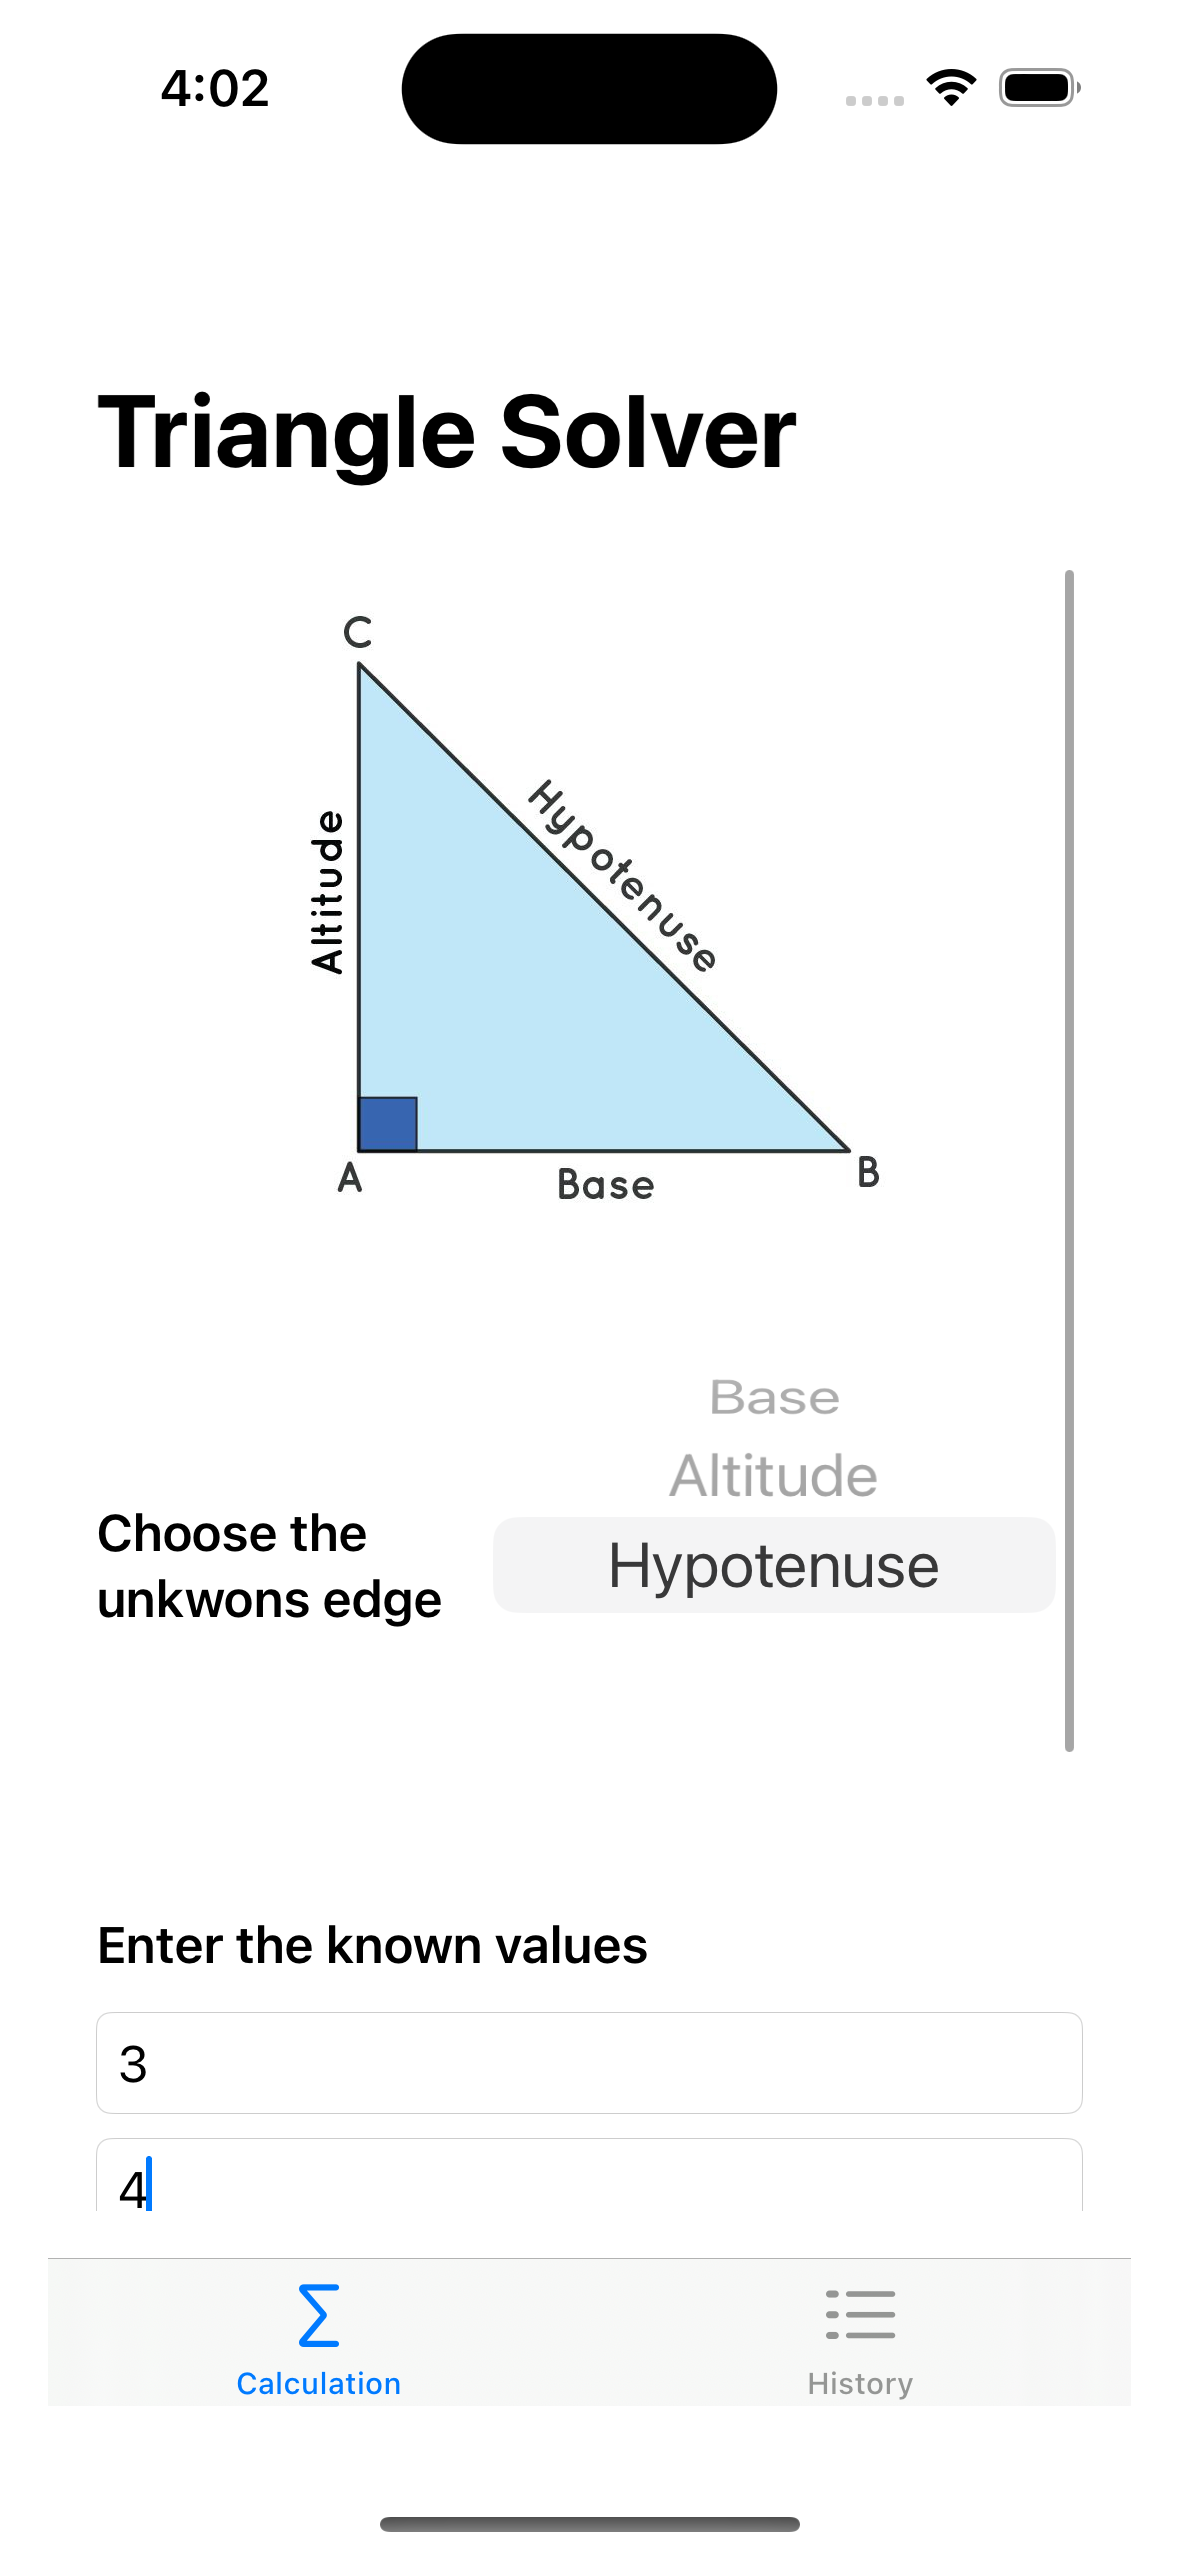 4:02
Triangle Solver
C
Altitude
Hypotenuse
A
Base
B
Base
Altitude
Choose the
unkwons edge
Hypotenuse
Enter the known values
3
4
Calculation
History